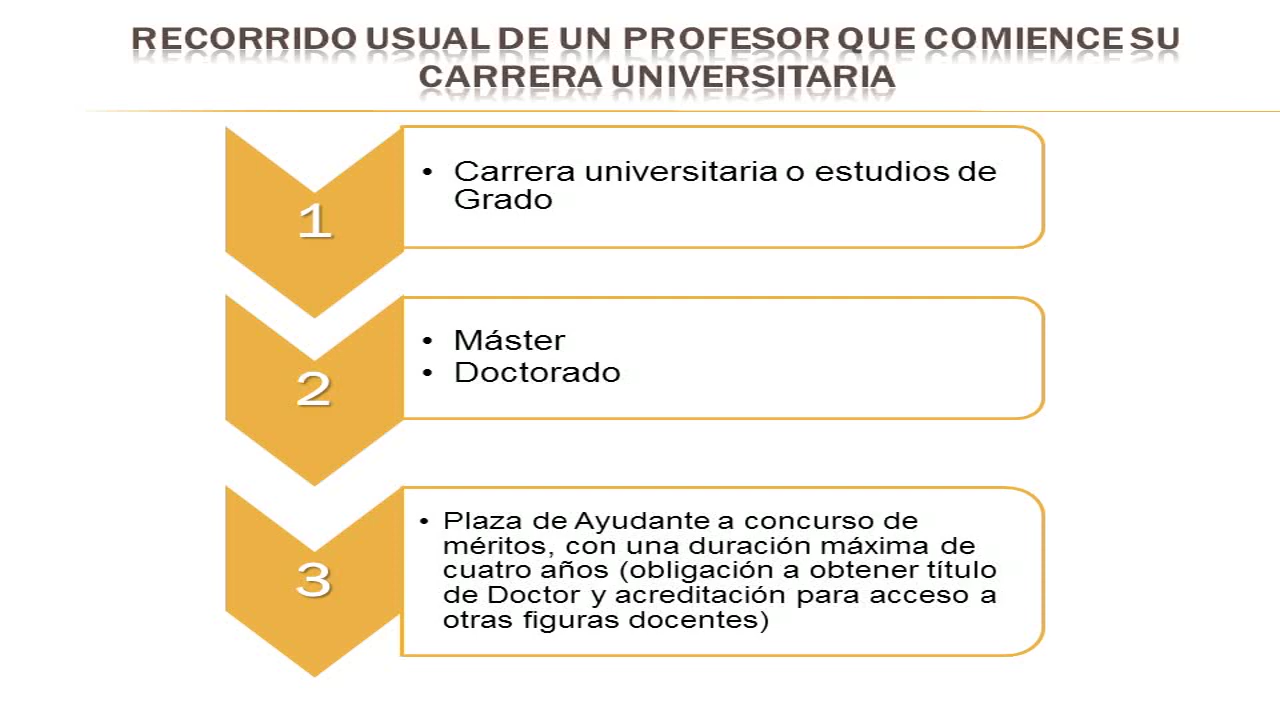 RECORRIDO USUAL DE UN PROFESOR QUE COMIENCE SU
CARRERA UNIVERSITARIA
1
• Carrera universitaria o estudios de
Grado
2
• Máster
• Doctorado
3
• Plaza de Ayudante a concurso de
méritos, con una duración máxima de
cuatro años (obligación a obtener título
de Doctor y acreditación para acceso a
otras figuras docentes)